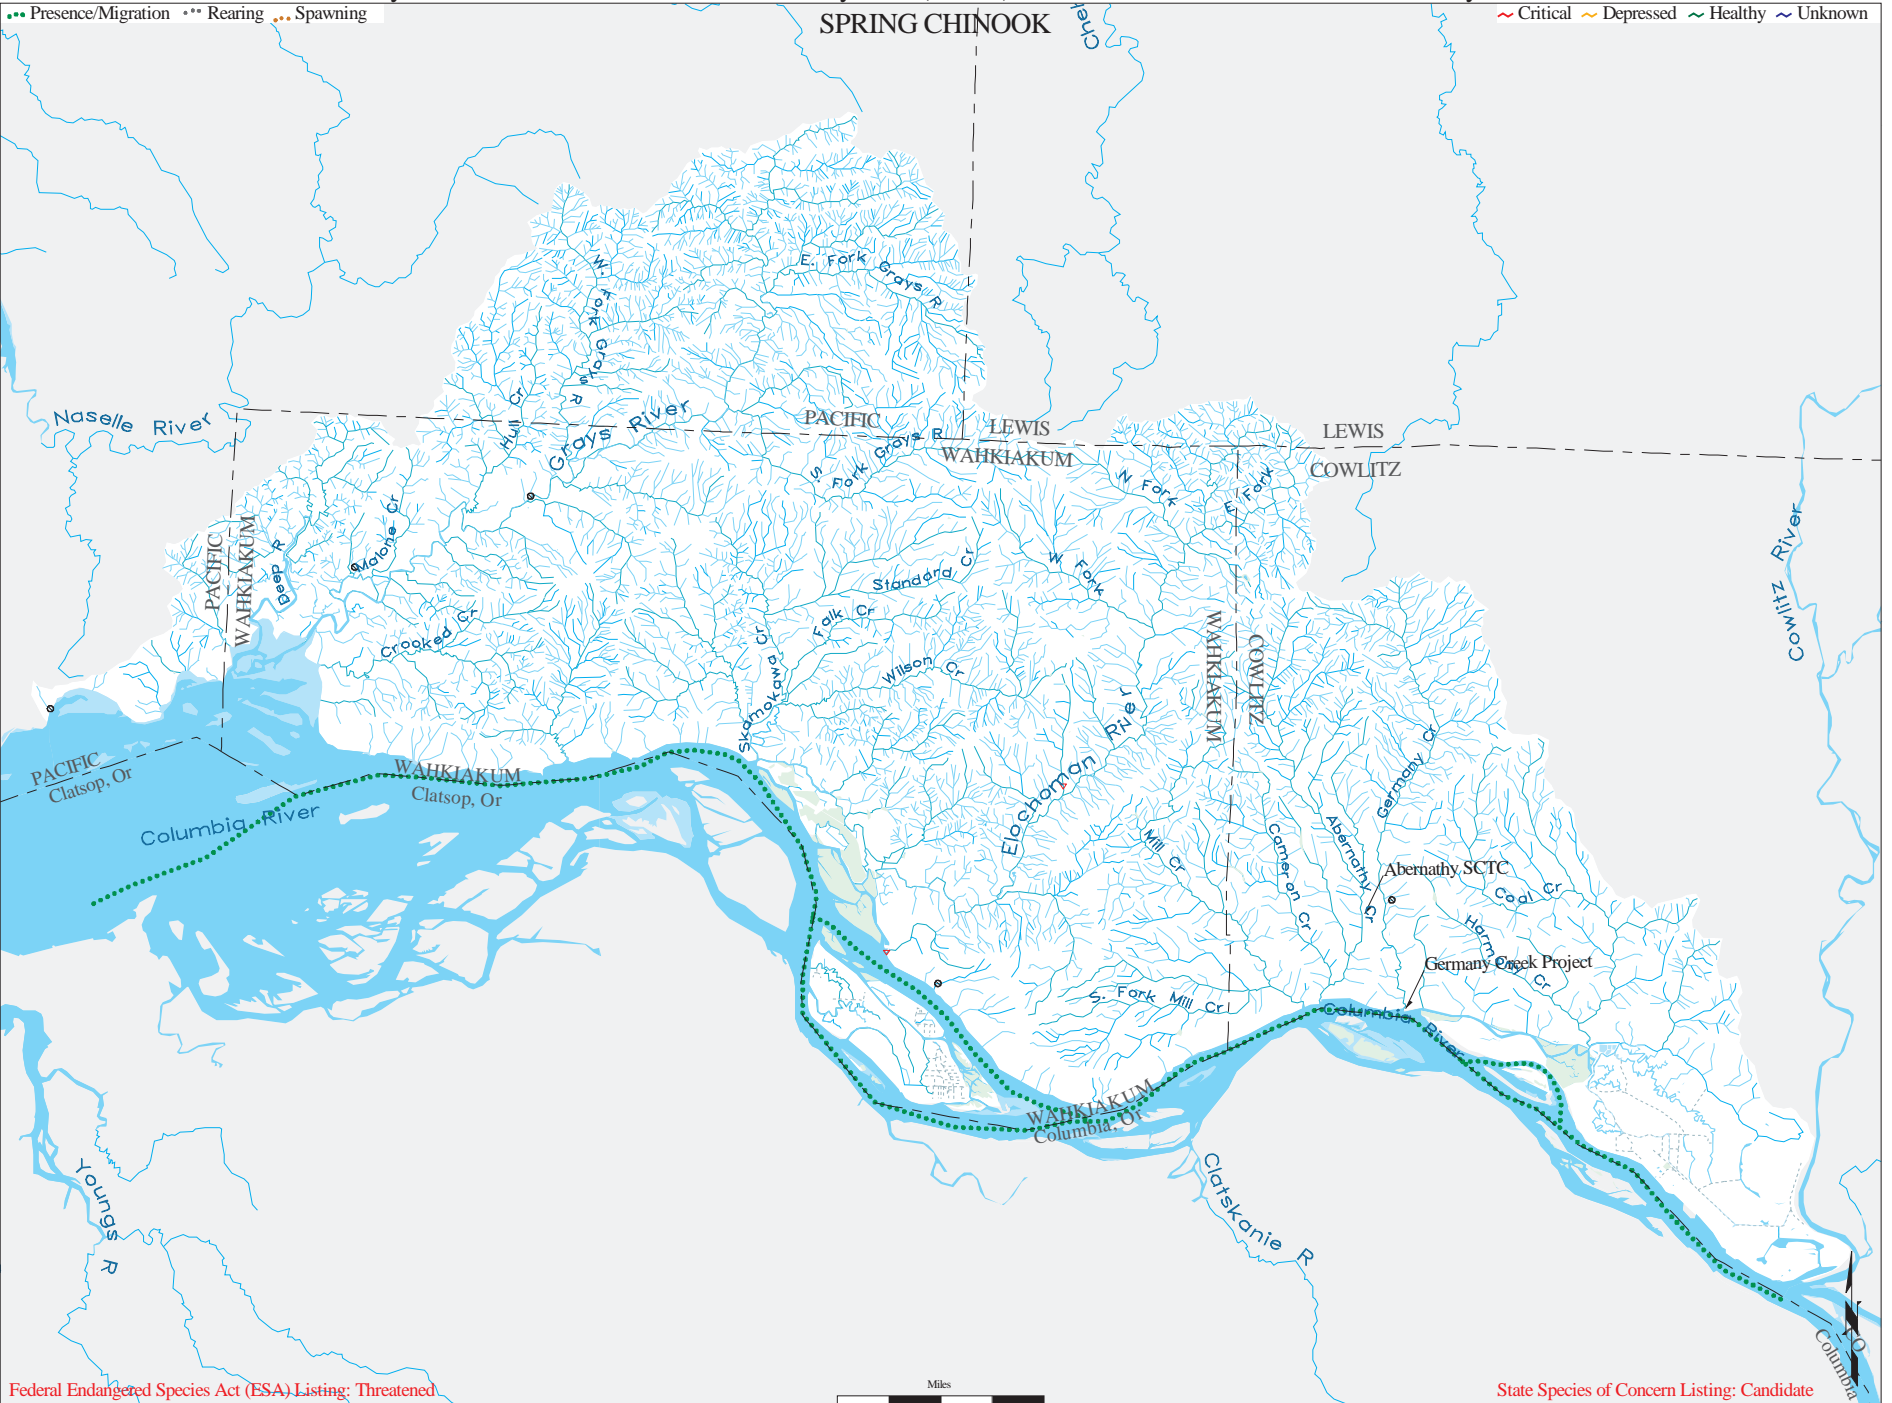 Presence/Migration Rearing Spawning
SPRING CHINOOK
Critical Depressed Healthy Unknown
W. Fork Grays R
E. Fork Grays R
Naselle River
Hull Cr
Grays River
PACIFIC
LEWIS
WAHKIAKUM
S. Fork Grays R
LEWIS
COWLITZ
N Fork
E Fork
Malone Cr
PACIFIC
WAHKIAKUM
Deep R
Cowlitz River
Standard Cr
W Fork
Falk Cr
Crooked Cr
Skamokawa Cr
Wilson Cr
WAHKIAKUM
COWLITZ
Elochoman River
Germany Cr
PACIFIC
Clatsop, Or
WAHKIAKUM
Clatsop, Or
Columbia River
Mill Cr
Cameron Cr
Abernathy Cr
Abernathy SCTC
Coal Cr
Harmony Cr
Germany Creek Project
S. Fork Mill Cr
Columbia River
WAHKIAKUM
Columbia, Or
Youngs R
Clatskanie R
Columbia
Federal Endangered Species Act (ESA) Listing: Threatened
Miles
State Species of Concern Listing: Candidate